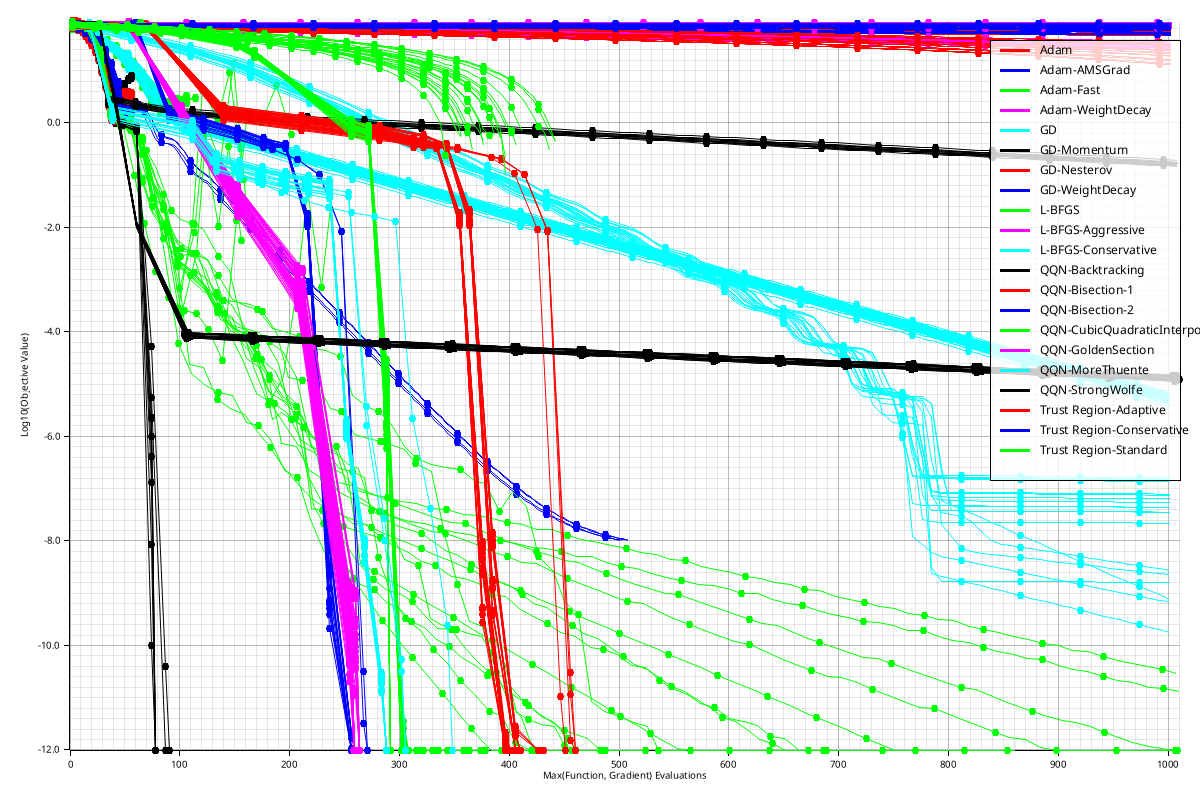 Adam
Adam-AMSGrad
Adam-Fast
Adam-WeightDecay
GD
GD-Momentum
GD-Nesterov
GD-WeightDecay
L-BFGS
L-BFGS-Aggressive
L-BFGS-Conservative
QQN-Backtracking
QQN-Bisection-1
QQN-Bisection-2
QQN-CubicQuadraticInterpo
QQN-GoldenSection
QQN-MoreThuente
QQN-StrongWolfe
Trust Region-Adaptive
Trust Region-Conservative
Trust Region-Standard
Log10(Objective Value)
0.0
-2.0
-4.0
-6.0
-8.0
-10.0
-12.0
0 100 200 300 400 500 600 700 800 900 1000
Max(Function, Gradient) Evaluations